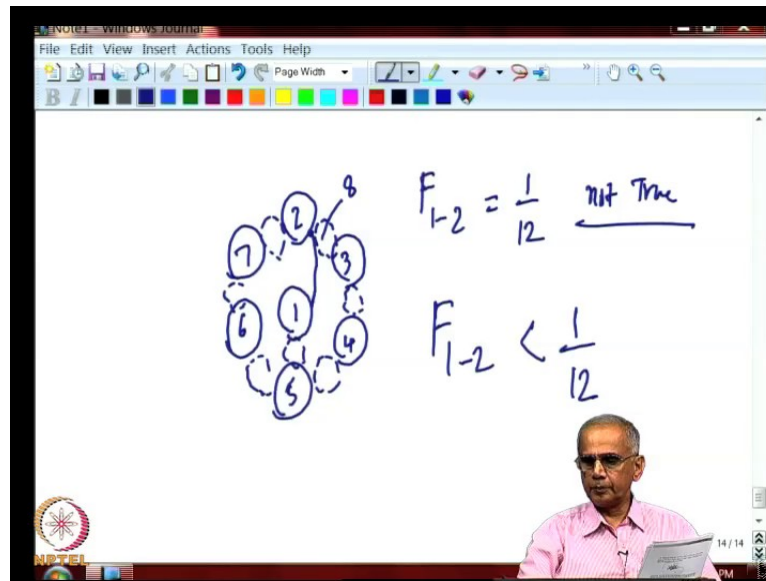 Note1 - Windows Journal
File Edit View Insert Actions Tools Help
Page Width
B I
8
2
7
3
1
6
4
5
F1-2 = 1/12 not True
F1-2 < 1/12
14 / 14
NPTEL
PM